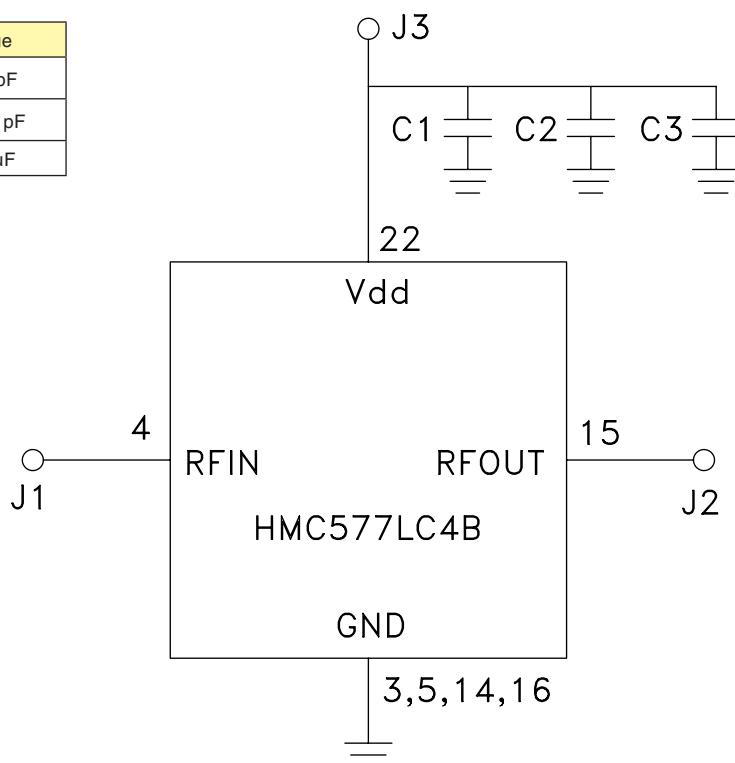 J3
pF
pF
C1
C2
C3
22
Vdd
4
15
RFIN
RFOUT
J1
J2
HMC577LC4B
GND
3,5,14,16